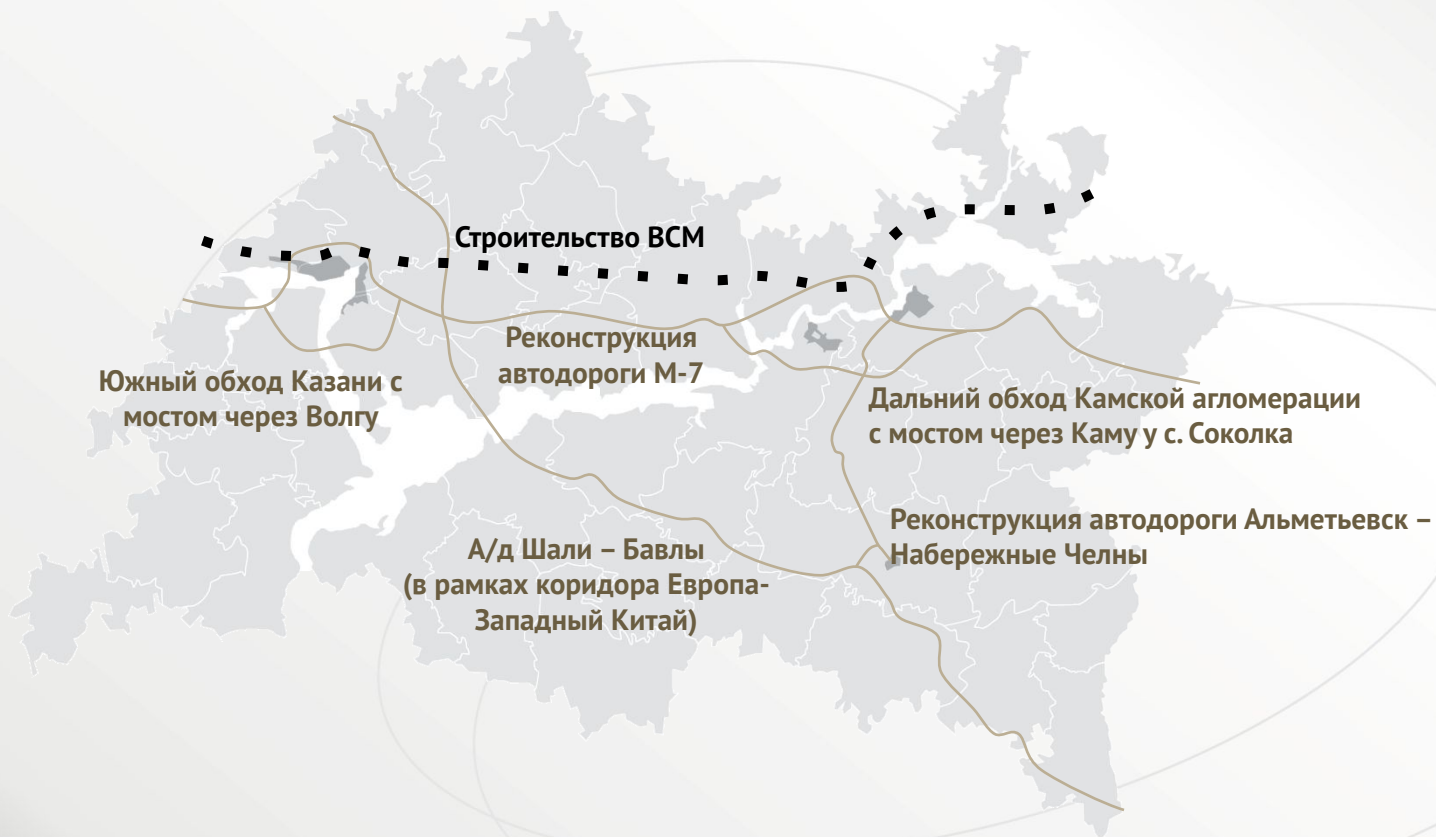 Строительство ВСМ
Реконструкция
автодороги М-7
Южный обход Казани с
мостом через Волгу
Дальний обход Камской агломерации
с мостом через Каму у с. Соколка
Реконструкция автодороги Альметьевск –
Набережные Челны
А/д Шали – Бавлы
(в рамках коридора Европа-
Западный Китай)